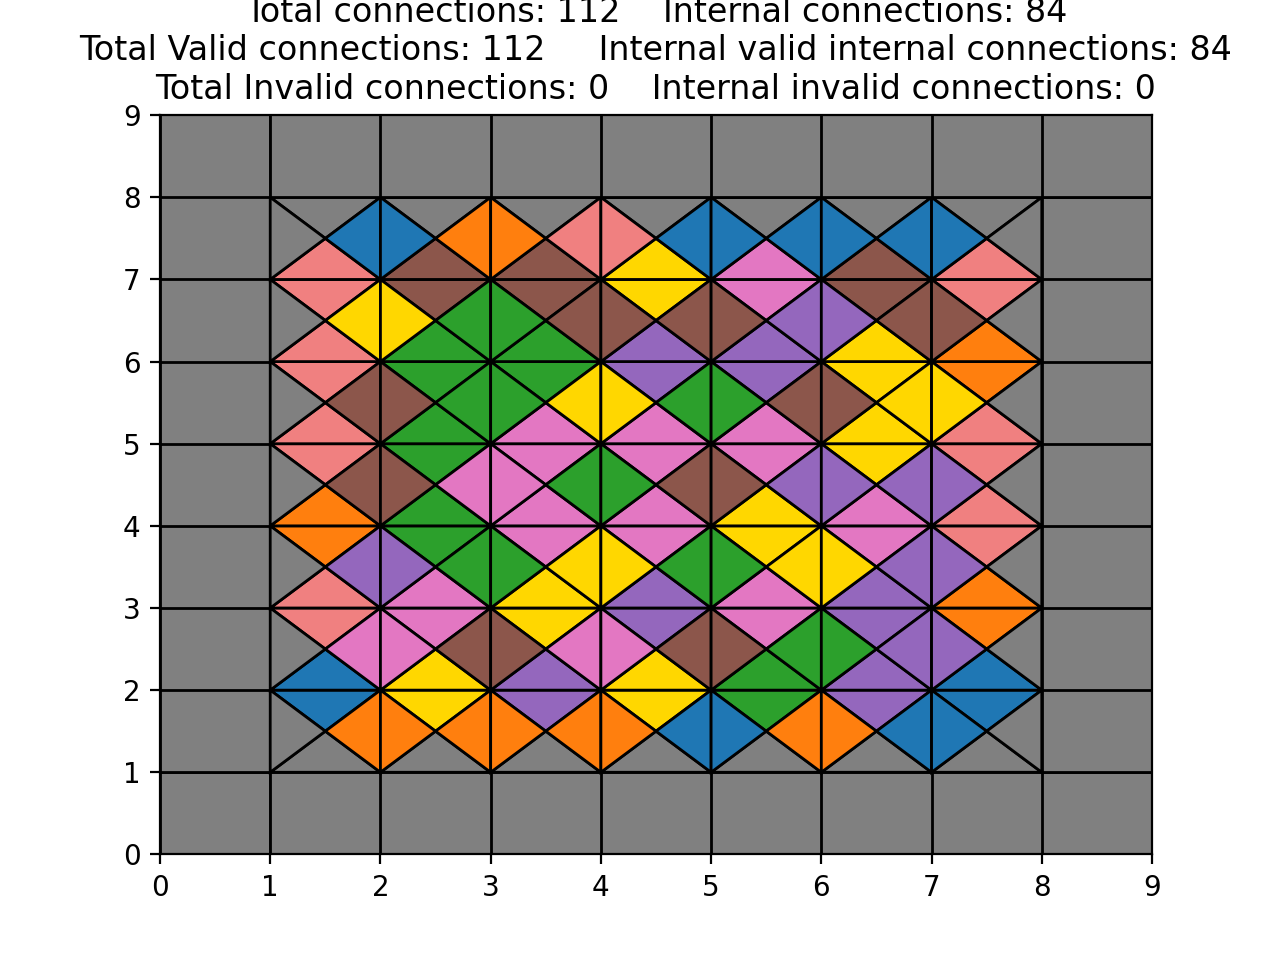 Total connections: 112    Internal connections: 84
Total Valid connections: 112    Internal valid internal connections: 84
Total Invalid connections: 0    Internal invalid connections: 0
9
8
7
6
5
4
3
2
1
0
0 1 2 3 4 5 6 7 8 9